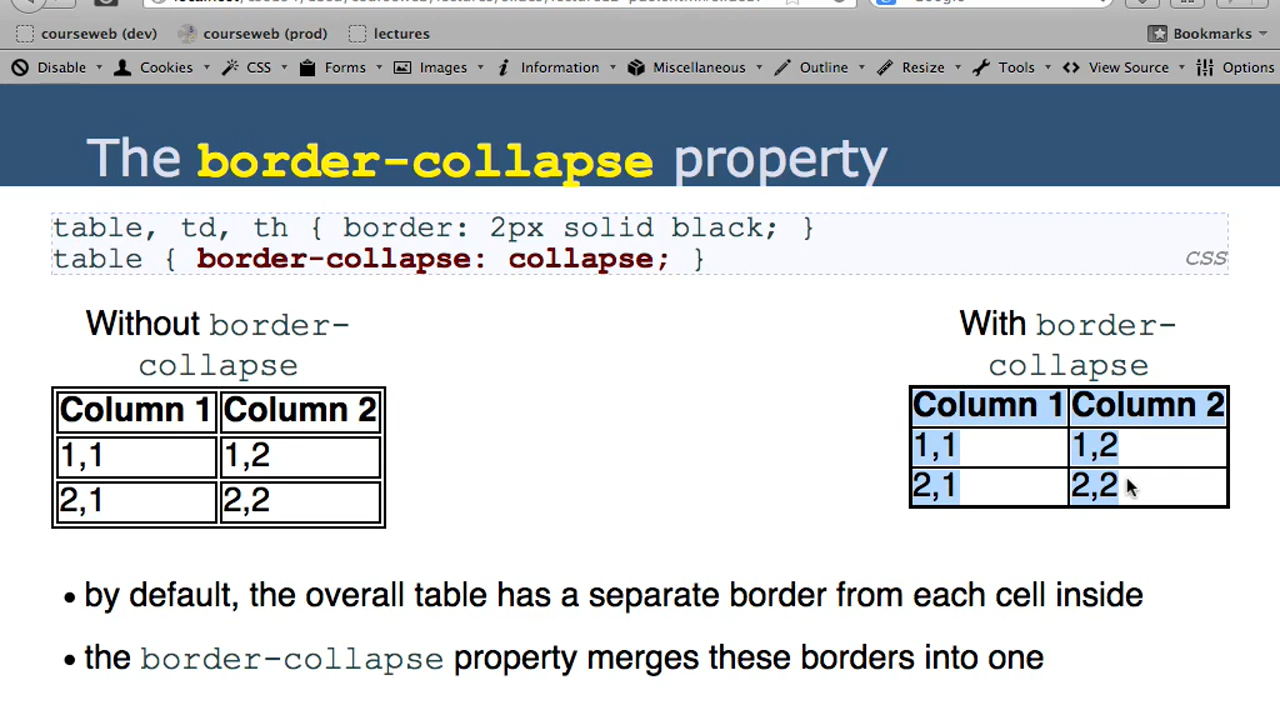 courseweb (dev) courseweb (prod) lectures Bookmarks
Disable Cookies CSS Forms Images Information Miscellaneous Outline Resize Tools View Source Options
The border-collapse property
table, td, th { border: 2px solid black; }
table { border-collapse: collapse; }
CSS
Without border-
collapse
Column 1 Column 2
1,1 1,2
2,1 2,2
With border-
collapse
Column 1 Column 2
1,1 1,2
2,1 2,2
• by default, the overall table has a separate border from each cell inside
• the border-collapse property merges these borders into one